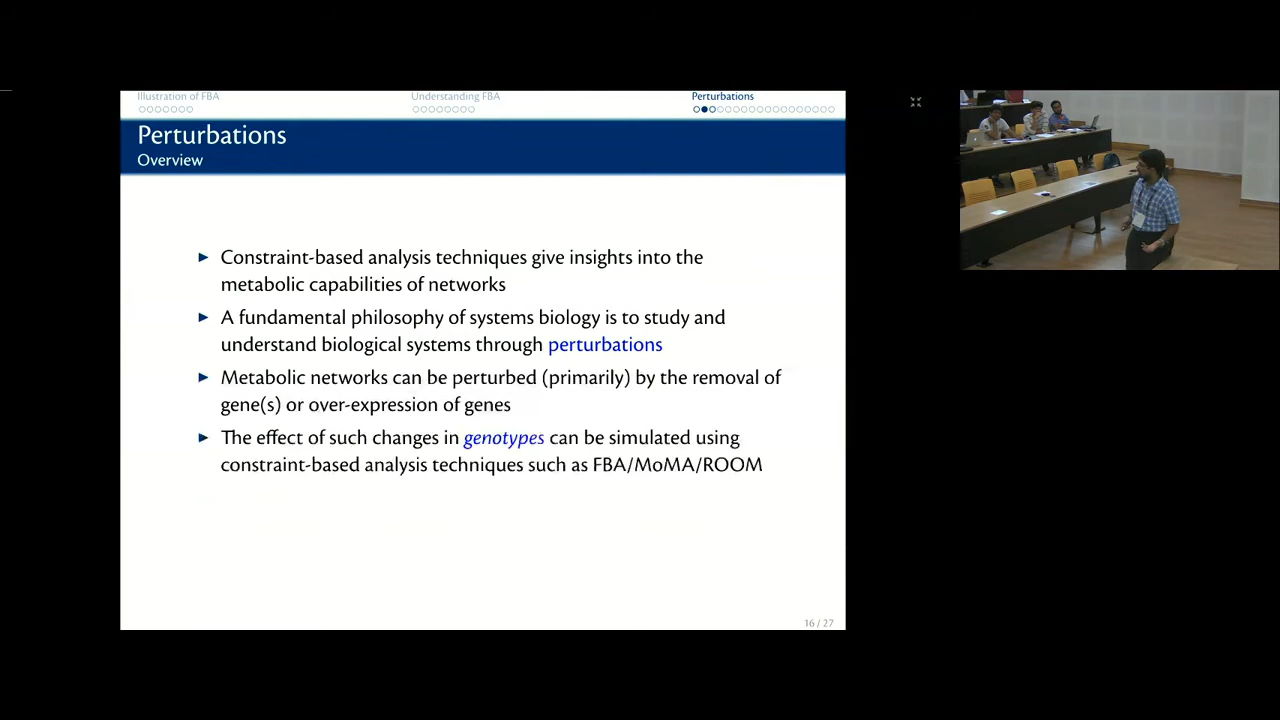 Illustration of FBA
Understanding FBA
Perturbations
Perturbations
Overview
Constraint-based analysis techniques give insights into the
metabolic capabilities of networks
A fundamental philosophy of systems biology is to study and
understand biological systems through perturbations
Metabolic networks can be perturbed (primarily) by the removal of
gene(s) or over-expression of genes
The effect of such changes in genotypes can be simulated using
constraint-based analysis techniques such as FBA/MoMA/ROOM
16 / 27